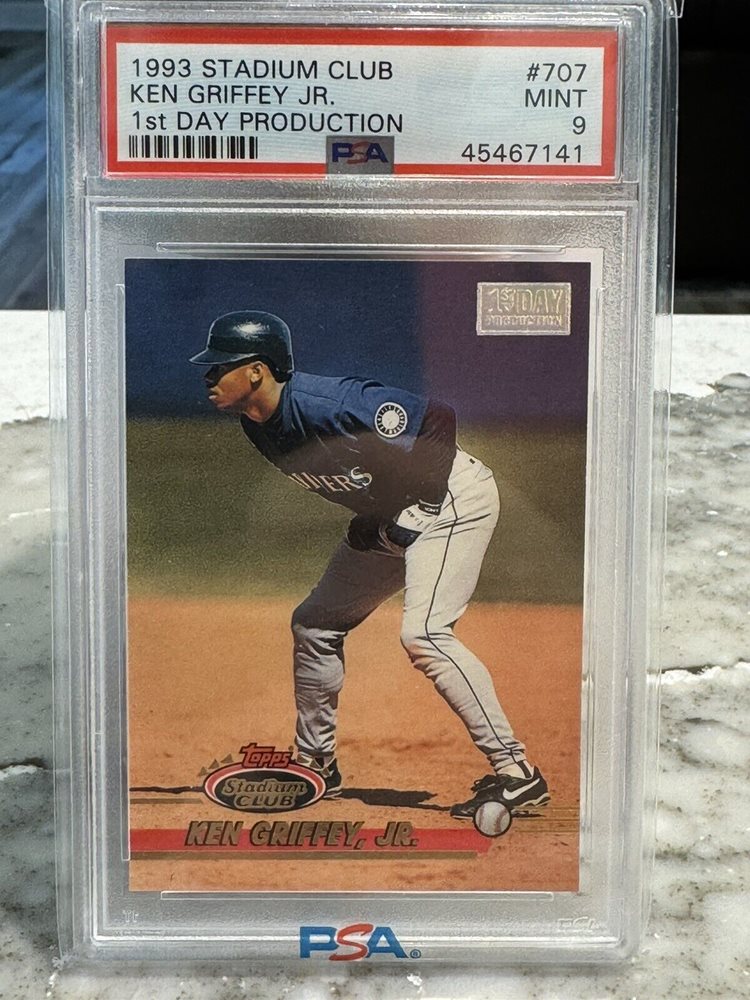 1993 STADIUM CLUB #707
KEN GRIFFEY JR. MINT
1st DAY PRODUCTION 9
PSA 45467141
1st DAY
PRODUCTION
Topps
Stadium
CLUB
KEN GRIFFEY, JR.
PSA
PSA